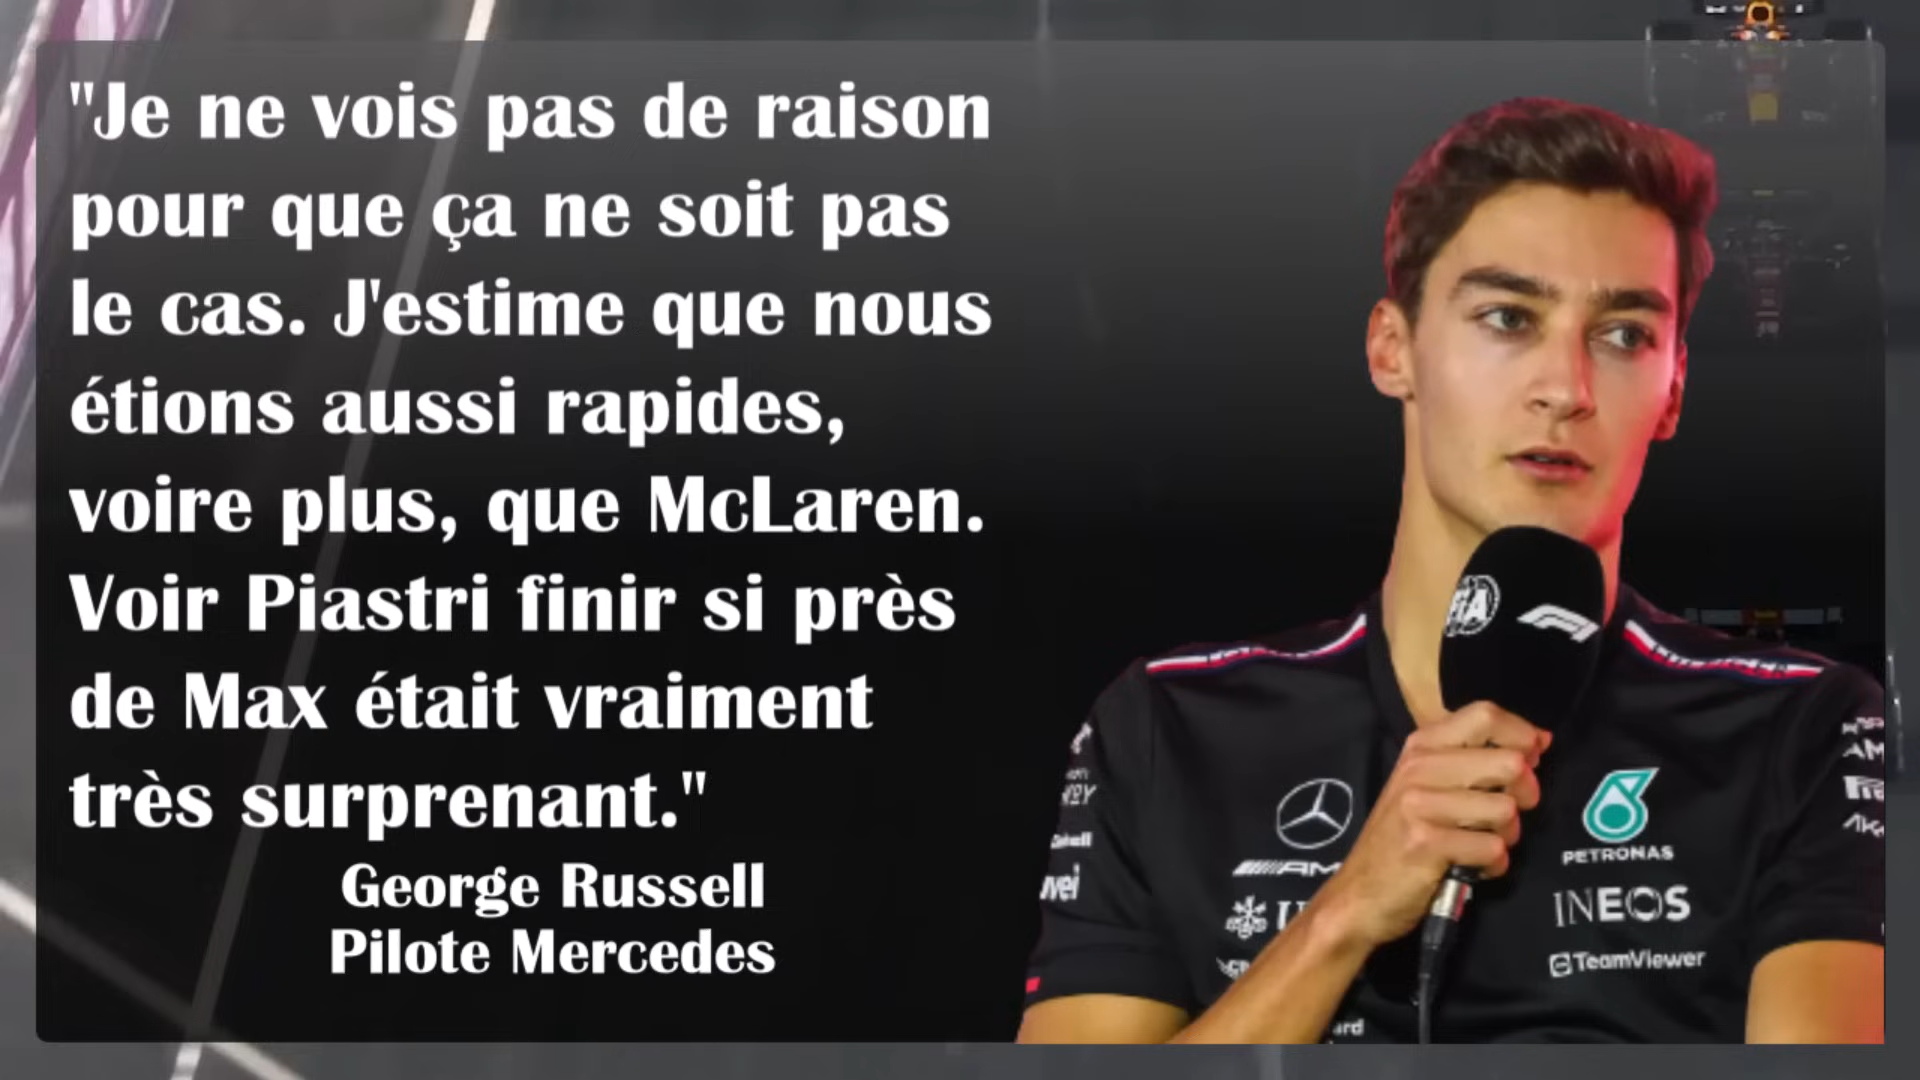 "Je ne vois pas de raison
pour que ça ne soit pas
le cas. J'estime que nous
étions aussi rapides,
voire plus, que McLaren.
Voir Piastri finir si près
de Max était vraiment
très surprenant."
George Russell
Pilote Mercedes
FIA
F1
PETRONAS
INEOS
TeamViewer